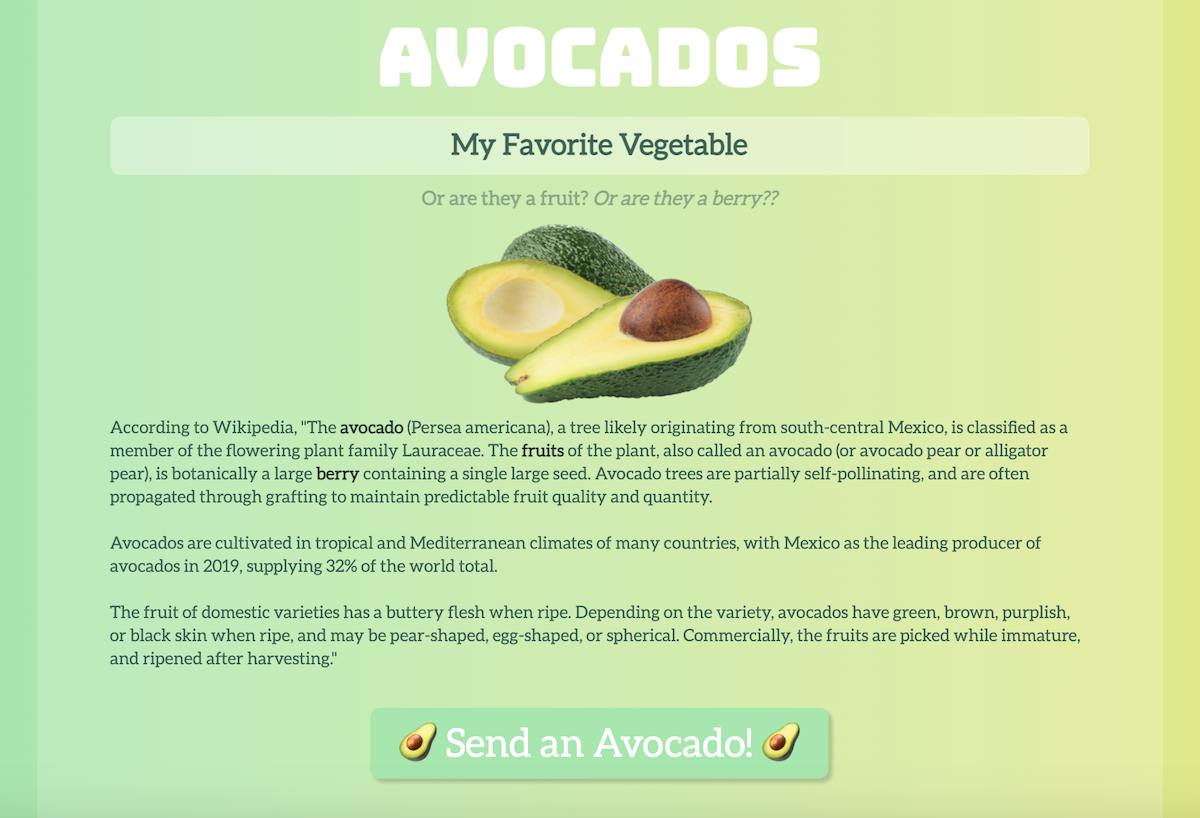 AVOCADOS
My Favorite Vegetable
Or are they a fruit? Or are they a berry??
According to Wikipedia, "The avocado (Persea americana), a tree likely originating from south-central Mexico, is classified as a
member of the flowering plant family Lauraceae. The fruits of the plant, also called an avocado (or avocado pear or alligator
pear), is botanically a large berry containing a single large seed. Avocado trees are partially self-pollinating, and are often
propagated through grafting to maintain predictable fruit quality and quantity.
Avocados are cultivated in tropical and Mediterranean climates of many countries, with Mexico as the leading producer of
avocados in 2019, supplying 32% of the world total.
The fruit of domestic varieties has a buttery flesh when ripe. Depending on the variety, avocados have green, brown, purplish,
or black skin when ripe, and may be pear-shaped, egg-shaped, or spherical. Commercially, the fruits are picked while immature,
and ripened after harvesting."
🥑 Send an Avocado! 🥑